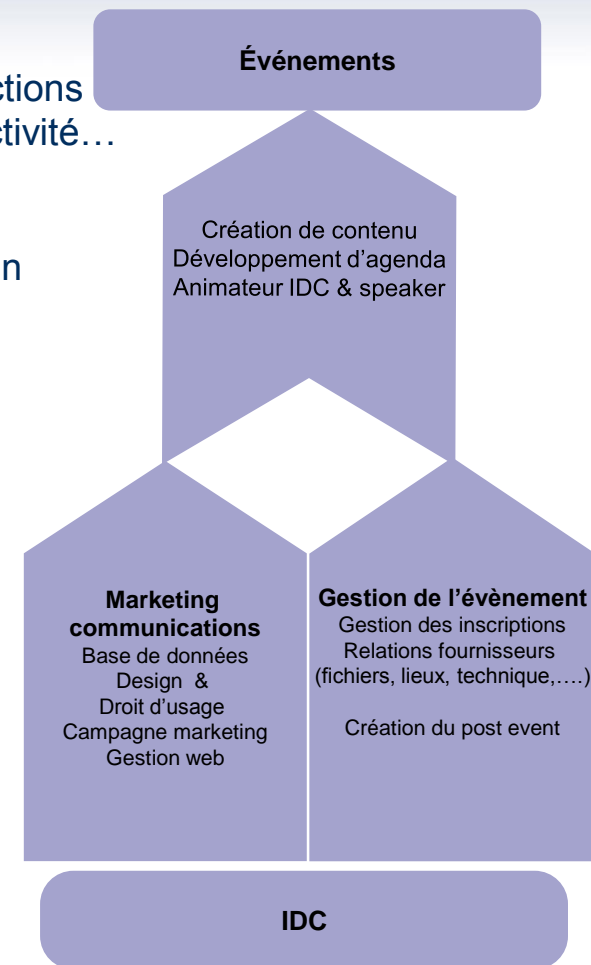 Événements
ctions
ctivité…
n
Création de contenu
Développement d’agenda
Animateur IDC & speaker
Marketing
communications
Base de données
Design &
Droit d’usage
Campagne marketing
Gestion web
Gestion de l’évènement
Gestion des inscriptions
Relations fournisseurs
(fichiers, lieux, technique,….)
Création du post event
IDC